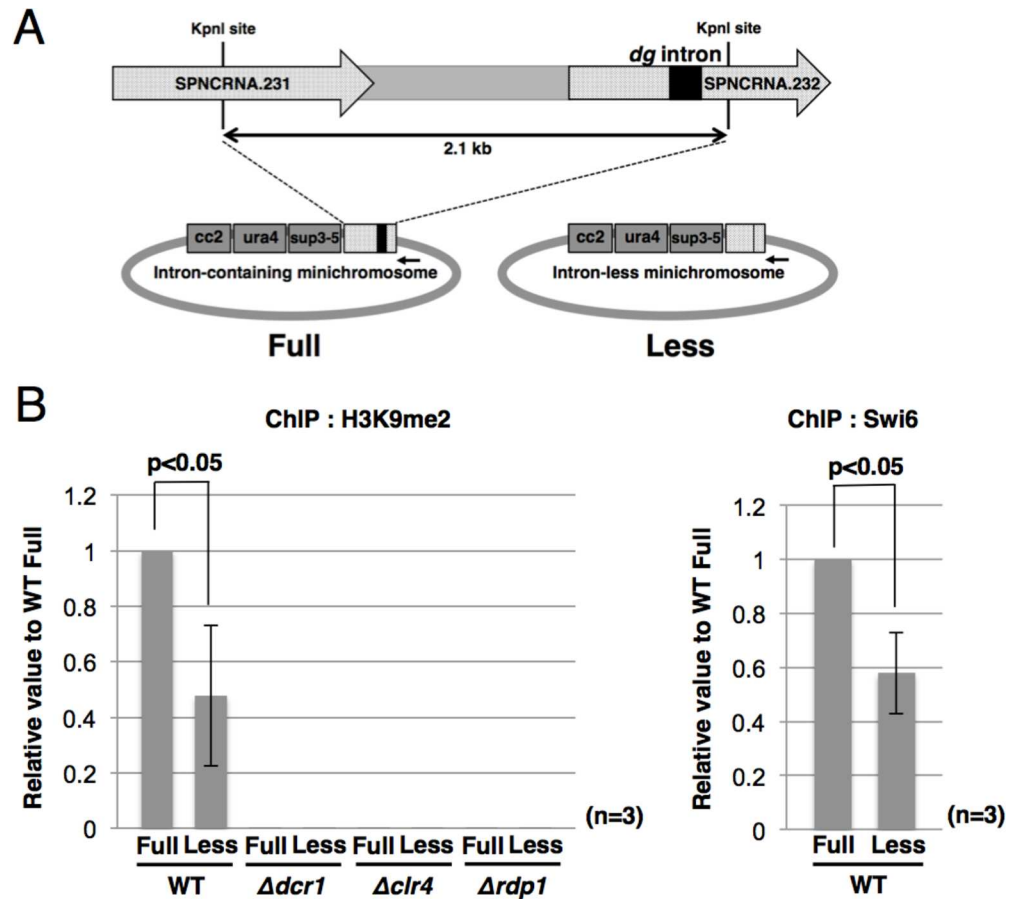 A
KpnI site KpnI site
dg intron
SPNCRNA.231 SPNCRNA.232
2.1 kb
cc2 ura4 sup3-5 cc2 ura4 sup3-5
Intron-containing minichromosome Intron-less minichromosome
Full Less
B
ChIP : H3K9me2 ChIP : Swi6
p<0.05 p<0.05
Relative value to WT Full
1.2
1
0.8
0.6
0.4
0.2
0
(n=3)
Full Less Full Less Full Less Full Less
WT Δdcr1 Δclr4 Δrdp1
Relative value to WT Full
1.2
1
0.8
0.6
0.4
0.2
0
(n=3)
Full Less
WT